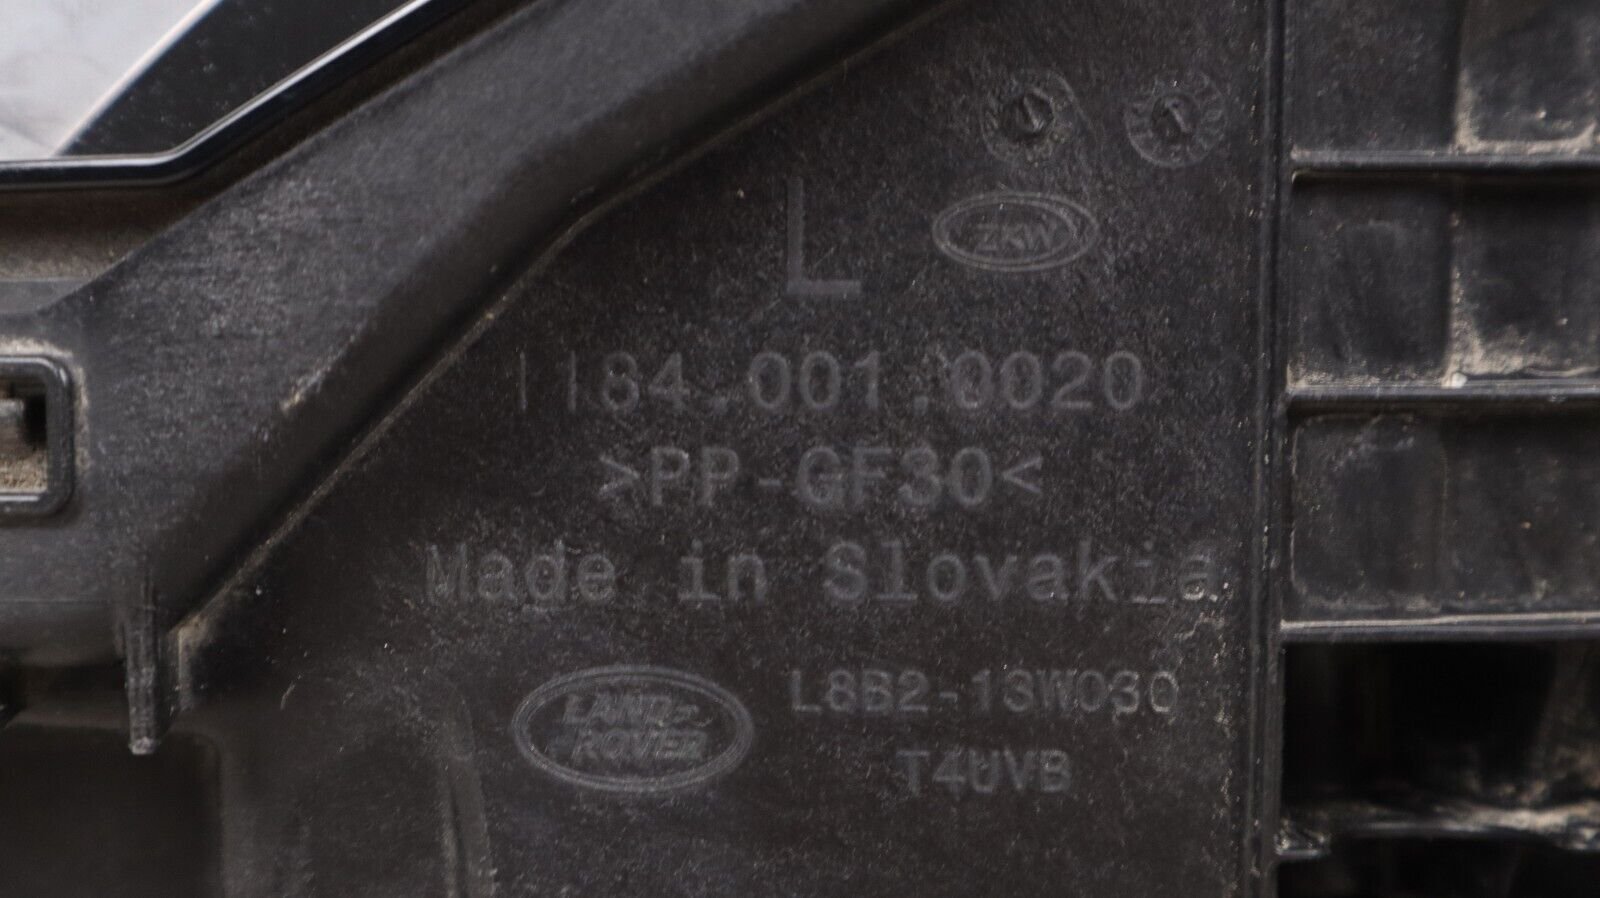 L
ZKW
1184.001.0020
>PP-GF30<
Made in Slovakia
LAND-
-ROVER
L8B2-13W030
T4UVB